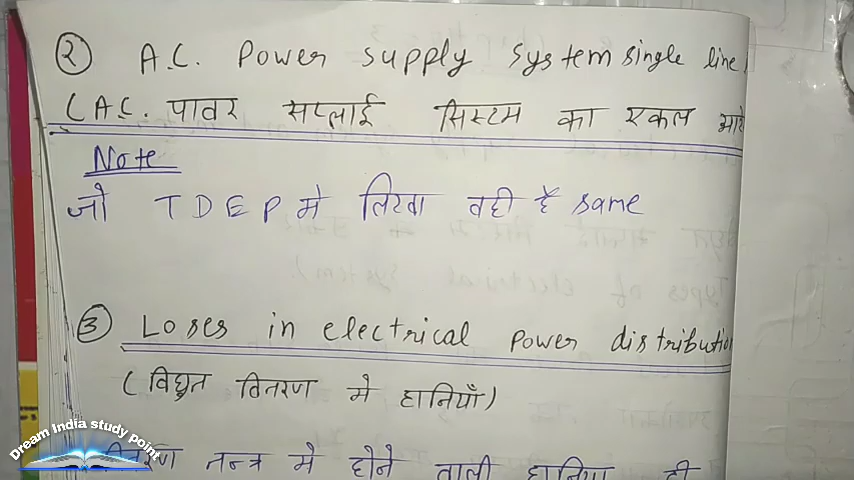 ② A.C. Power supply system single line
(A.C. पावर सप्लाई सिस्टम का एकल आरे
Note
जो TDEP मे लिखा वही है same
③ Loses in electrical power distribution
(विद्युत वितरण मे हानियाँ)
तन्त्र मे होने वाली हानिया
Dream India study point